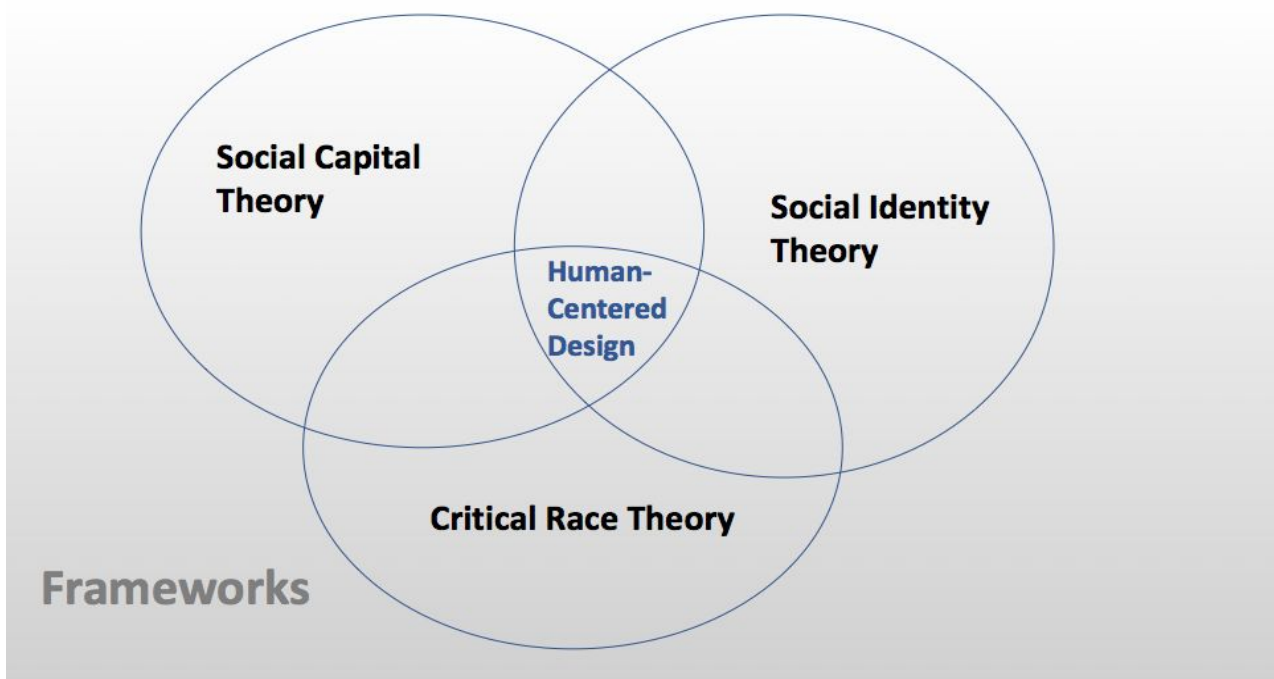 Social Capital
Theory
Social Identity
Theory
Human-
Centered
Design
Critical Race Theory
Frameworks